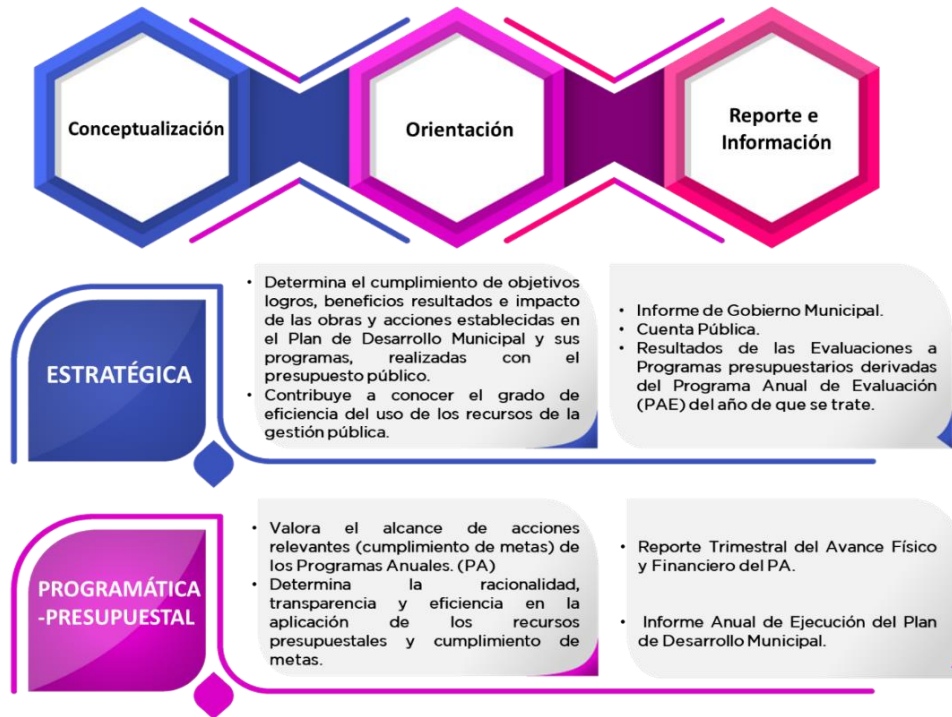 Conceptualización
Orientación
Reporte e
Información
ESTRATÉGICA
• Determina el cumplimiento de objetivos
logros, beneficios resultados e impacto
de las obras y acciones establecidas en
el Plan de Desarrollo Municipal y sus
programas, realizadas con el
presupuesto público.
• Contribuye a conocer el grado de
eficiencia del uso de los recursos de la
gestión pública.
• Informe de Gobierno Municipal.
• Cuenta Pública.
• Resultados de las Evaluaciones a
Programas presupuestarios derivadas
del Programa Anual de Evaluación
(PAE) del año de que se trate.
PROGRAMÁTICA
-PRESUPUESTAL
• Valora el alcance de acciones
relevantes (cumplimiento de metas) de
los Programas Anuales. (PA)
• Determina la racionalidad,
transparencia y eficiencia en la
aplicación de los recursos
presupuestales y cumplimiento de
metas.
• Reporte Trimestral del Avance Físico
y Financiero del PA.
• Informe Anual de Ejecución del Plan
de Desarrollo Municipal.